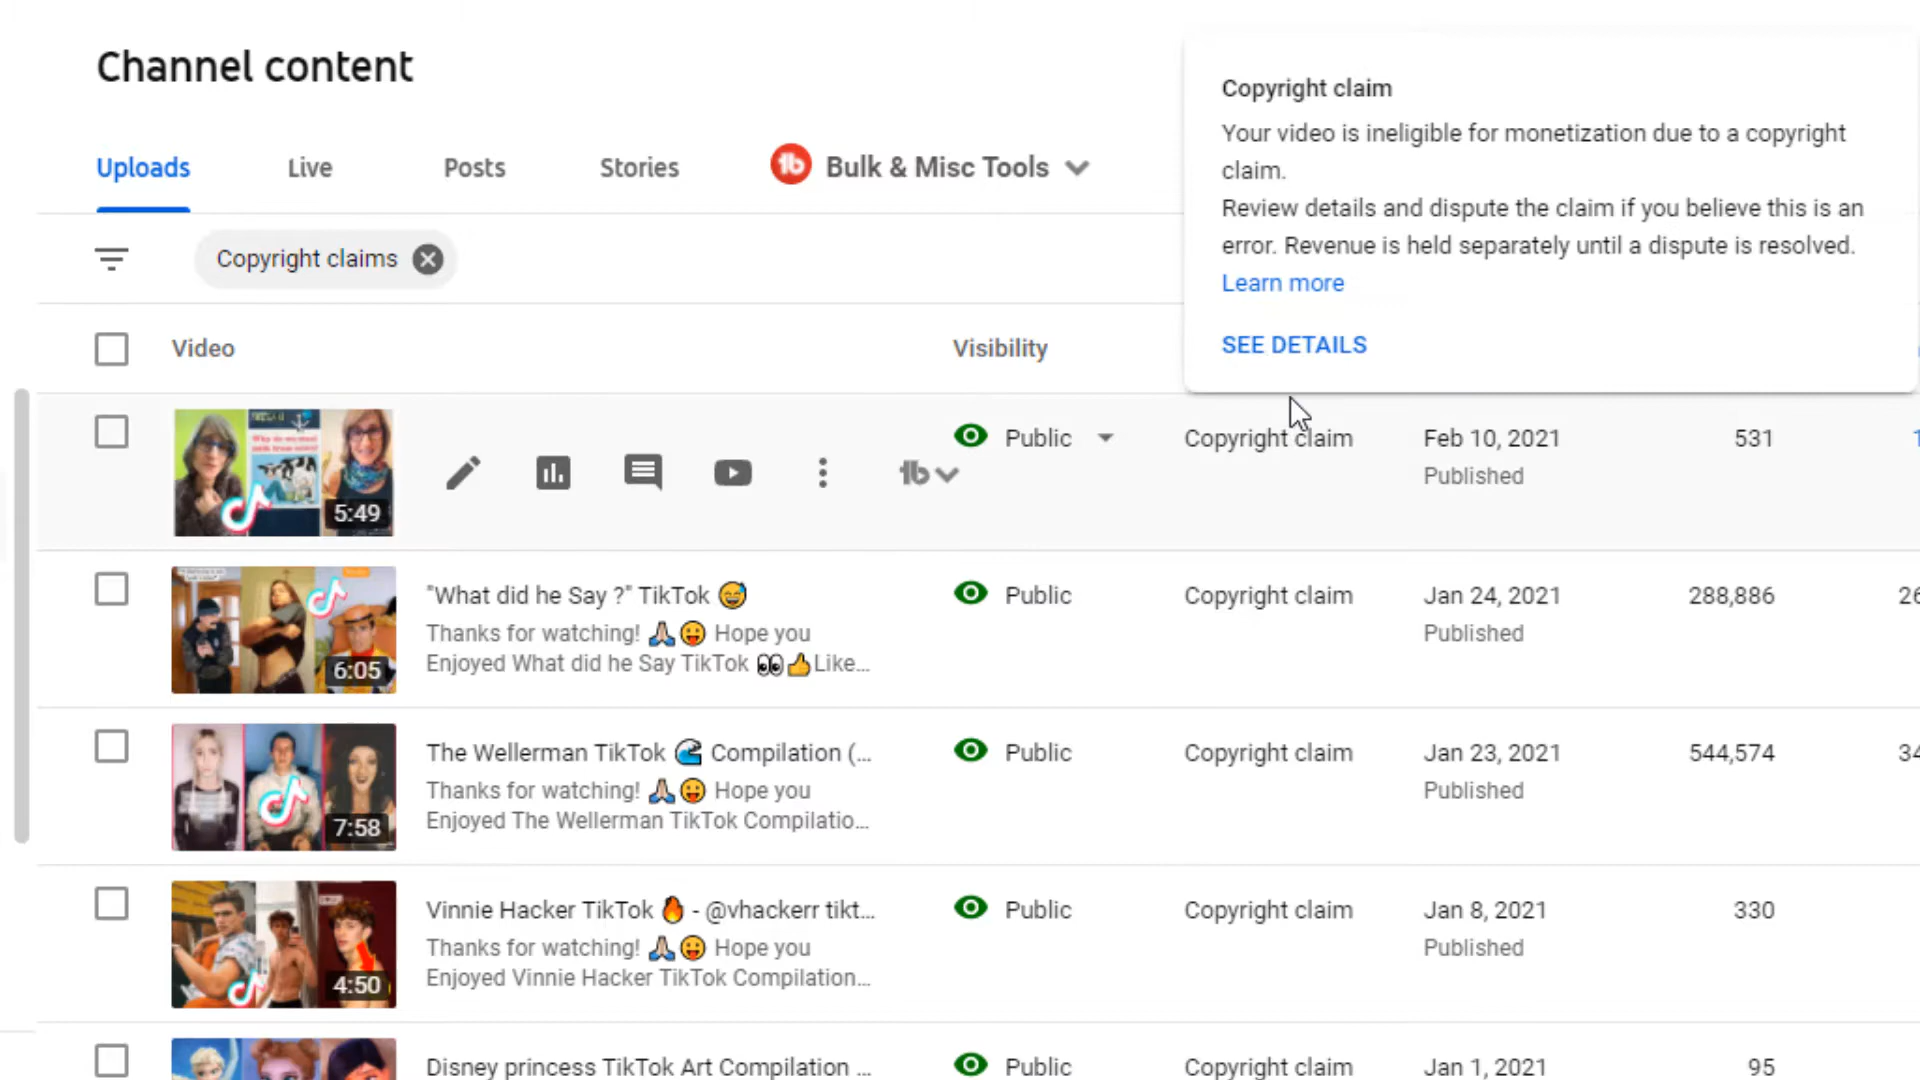 Channel content
Copyright claim
Your video is ineligible for monetization due to a copyright
claim.
Review details and dispute the claim if you believe this is an
error. Revenue is held separately until a dispute is resolved.
Learn more
SEE DETAILS
Uploads Live Posts Stories Bulk & Misc Tools
Copyright claims
Video Visibility
5:49
Public Copyright claim Feb 10, 2021 531
Published
6:05
"What did he Say ?" TikTok 😅 Public Copyright claim Jan 24, 2021 288,886
Thanks for watching! 🙏🏻😛 Hope you Published
Enjoyed What did he Say TikTok 👀👍Like...
7:58
The Wellerman TikTok 🌊 Compilation (... Public Copyright claim Jan 23, 2021 544,574
Thanks for watching! 🙏🏻😛 Hope you Published
Enjoyed The Wellerman TikTok Compilatio...
4:50
Vinnie Hacker TikTok 🔥 - @vhackerr tikt... Public Copyright claim Jan 8, 2021 330
Thanks for watching! 🙏🏻😛 Hope you Published
Enjoyed Vinnie Hacker TikTok Compilation...
Disney princess TikTok Art Compilation ... Public Copyright claim Jan 1, 2021 95